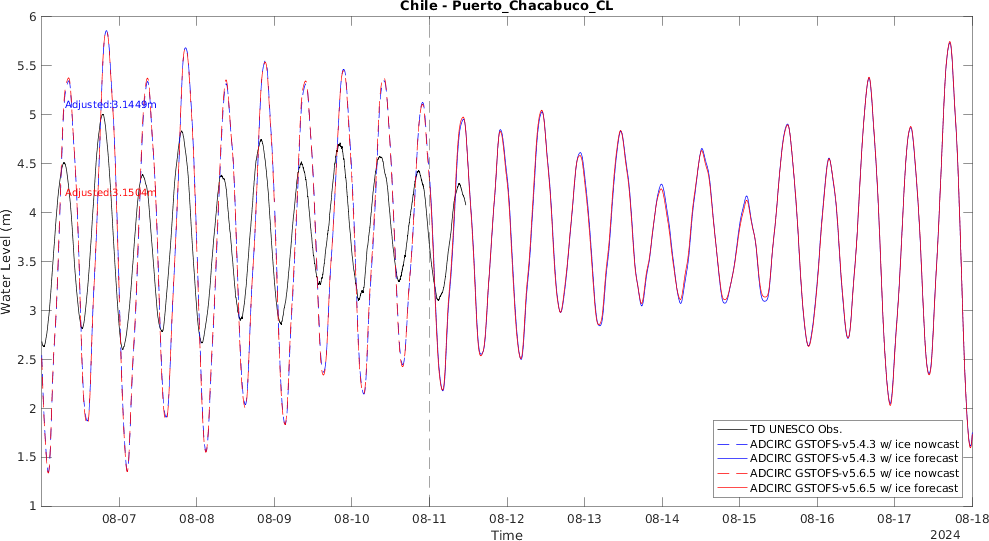 Chile - Puerto_Chacabuco_CL
6
5.5
5
4.5
4
3.5
3
2.5
2
1.5
1
Water Level (m)
Adjusted:3.1449m
Adjusted:3.1504m
TD UNESCO Obs.
ADCIRC GSTOFS-v5.4.3 w/ ice nowcast
ADCIRC GSTOFS-v5.4.3 w/ ice forecast
ADCIRC GSTOFS-v5.6.5 w/ ice nowcast
ADCIRC GSTOFS-v5.6.5 w/ ice forecast
08-07 08-08 08-09 08-10 08-11 08-12 08-13 08-14 08-15 08-16 08-17 08-18
Time
2024